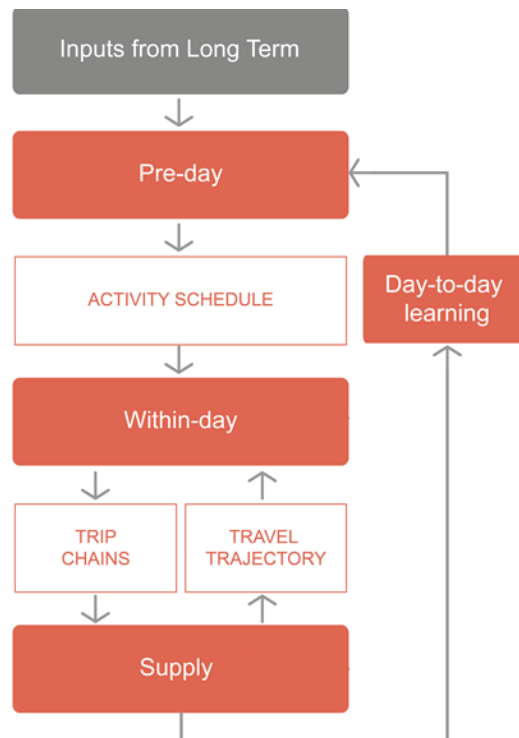 Inputs from Long Term
Pre-day
ACTIVITY SCHEDULE
Day-to-day
learning
Within-day
TRIP
CHAINS
TRAVEL
TRAJECTORY
Supply